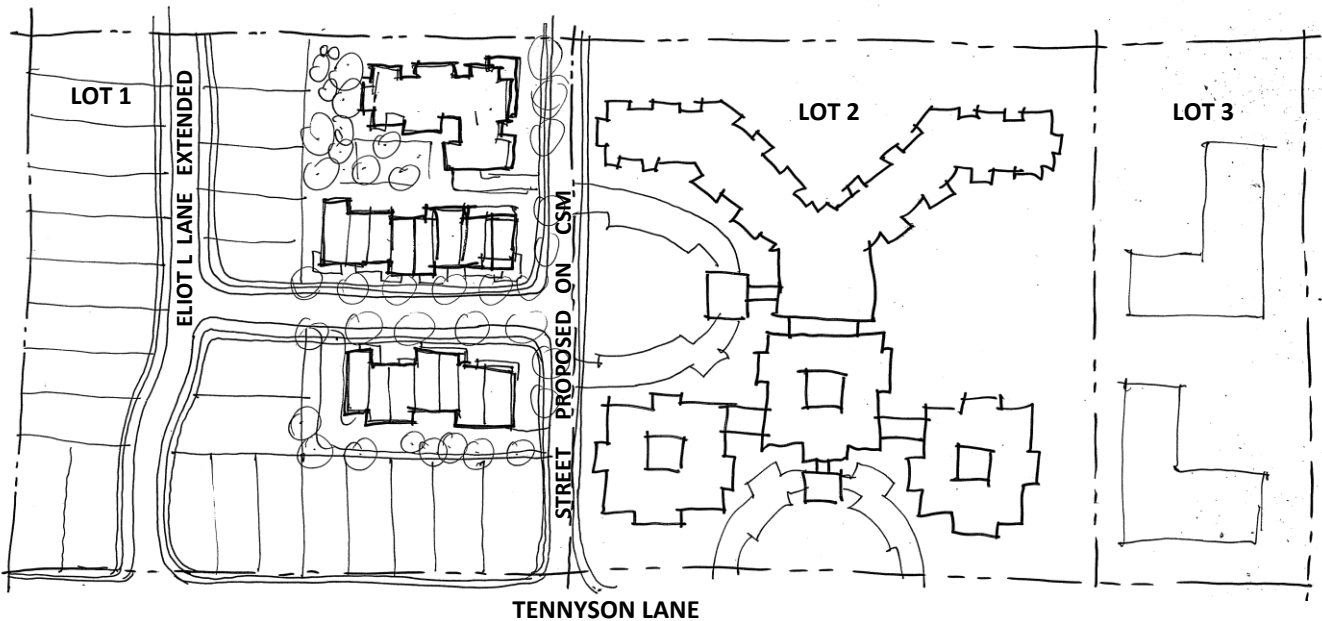 LOT 1
ELIOT L LANE EXTENDED
STREET PROPOSED ON CSM
LOT 2
LOT 3
TENNYSON LANE